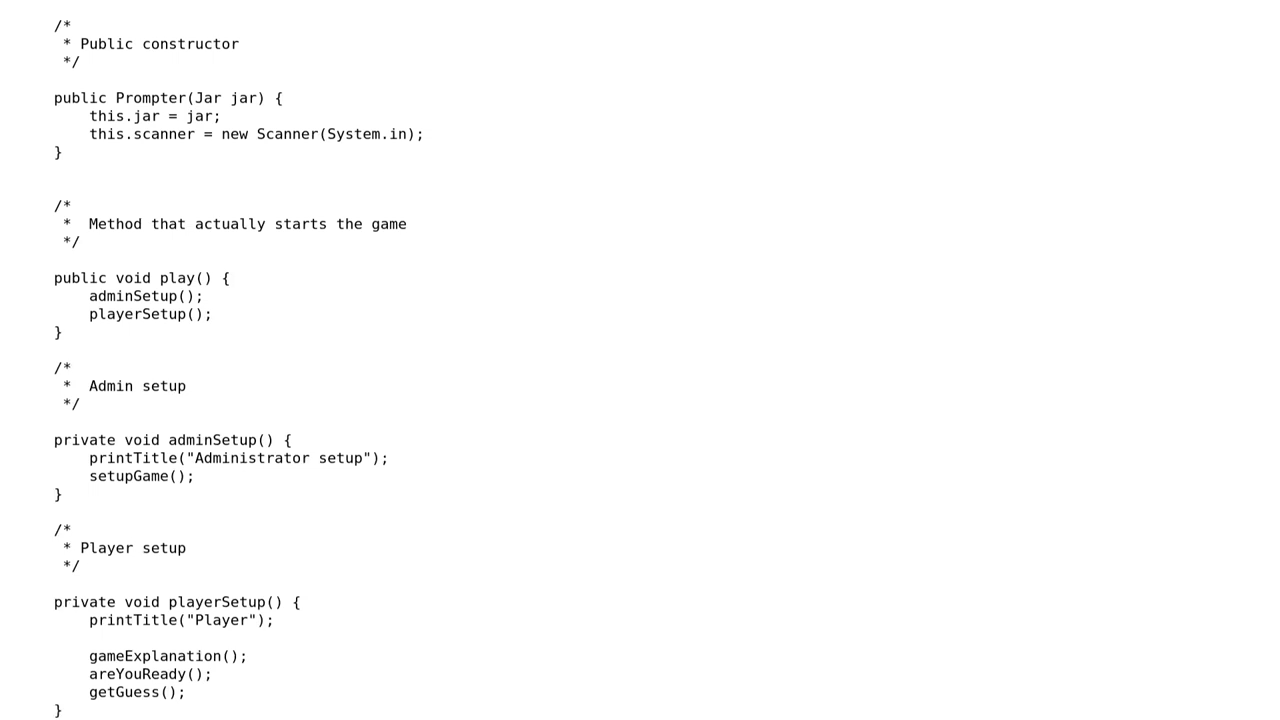 /*
 * Public constructor
 */
public Prompter(Jar jar) {
    this.jar = jar;
    this.scanner = new Scanner(System.in);
}
/*
 *  Method that actually starts the game
 */
public void play() {
    adminSetup();
    playerSetup();
}
/*
 *  Admin setup
 */
private void adminSetup() {
    printTitle("Administrator setup");
    setupGame();
}
/*
 * Player setup
 */
private void playerSetup() {
    printTitle("Player");
    gameExplanation();
    areYouReady();
    getGuess();
}